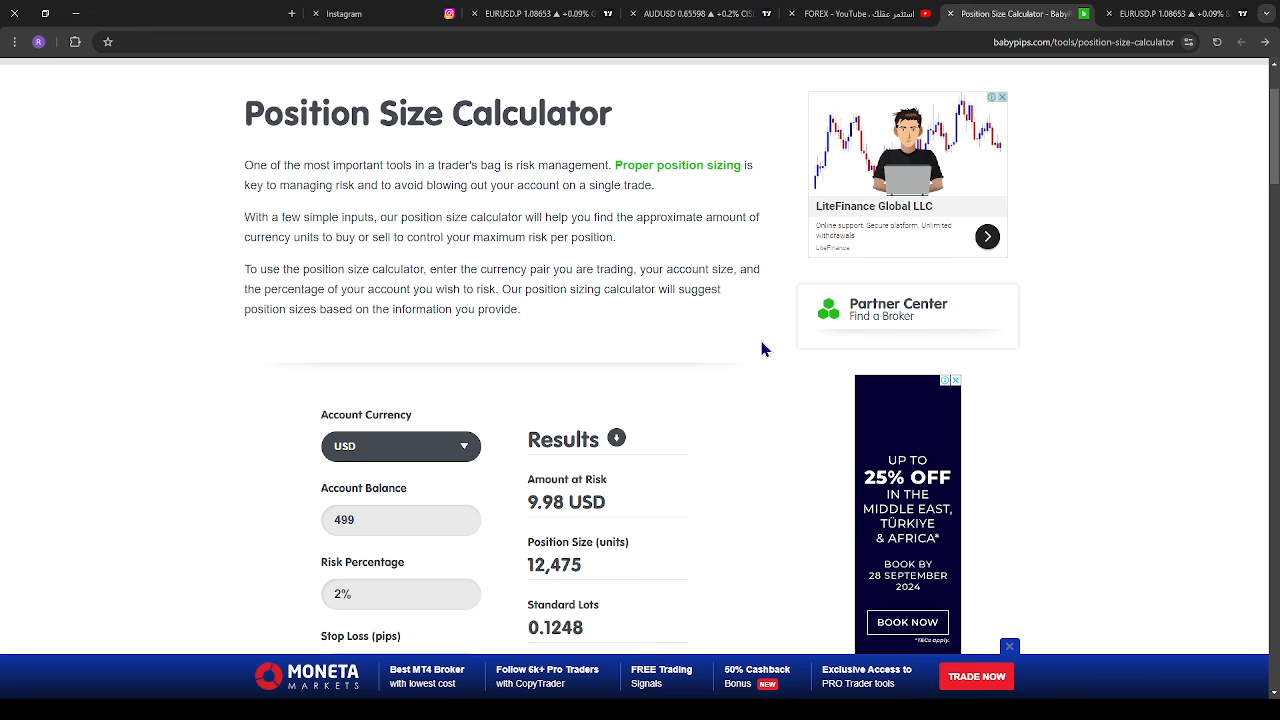 Instagram
EURUSD.P 1.08653 ▲ +0.09%
AUDUSD 0.65598 ▲ +0.2%
FOREX - YouTube
استثمر عقلك
Position Size Calculator - BabyP
EURUSD.P 1.08653 ▲ +0.09%
R
babypips.com/tools/position-size-calculator
Position Size Calculator
One of the most important tools in a trader's bag is risk management. Proper position sizing is
key to managing risk and to avoid blowing out your account on a single trade.
With a few simple inputs, our position size calculator will help you find the approximate amount of
currency units to buy or sell to control your maximum risk per position.
To use the position size calculator, enter the currency pair you are trading, your account size, and
the percentage of your account you wish to risk. Our position sizing calculator will suggest
position sizes based on the information you provide.
Account Currency
USD
Account Balance
499
Risk Percentage
2%
Stop Loss (pips)
Results
Amount at Risk
9.98 USD
Position Size (units)
12,475
Standard Lots
0.1248
LiteFinance Global LLC
Online support. Secure platform. Unlimited
withdrawals
LiteFinance
Partner Center
Find a Broker
UP TO
25% OFF
IN THE
MIDDLE EAST,
TÜRKIYE
& AFRICA*
BOOK BY
28 SEPTEMBER
2024
BOOK NOW
*T&Cs apply.
MONETA
MARKETS
Best MT4 Broker
with lowest cost
Follow 6k+ Pro Traders
with CopyTrader
FREE Trading
Signals
50% Cashback
Bonus NEW
Exclusive Access to
PRO Trader tools
TRADE NOW